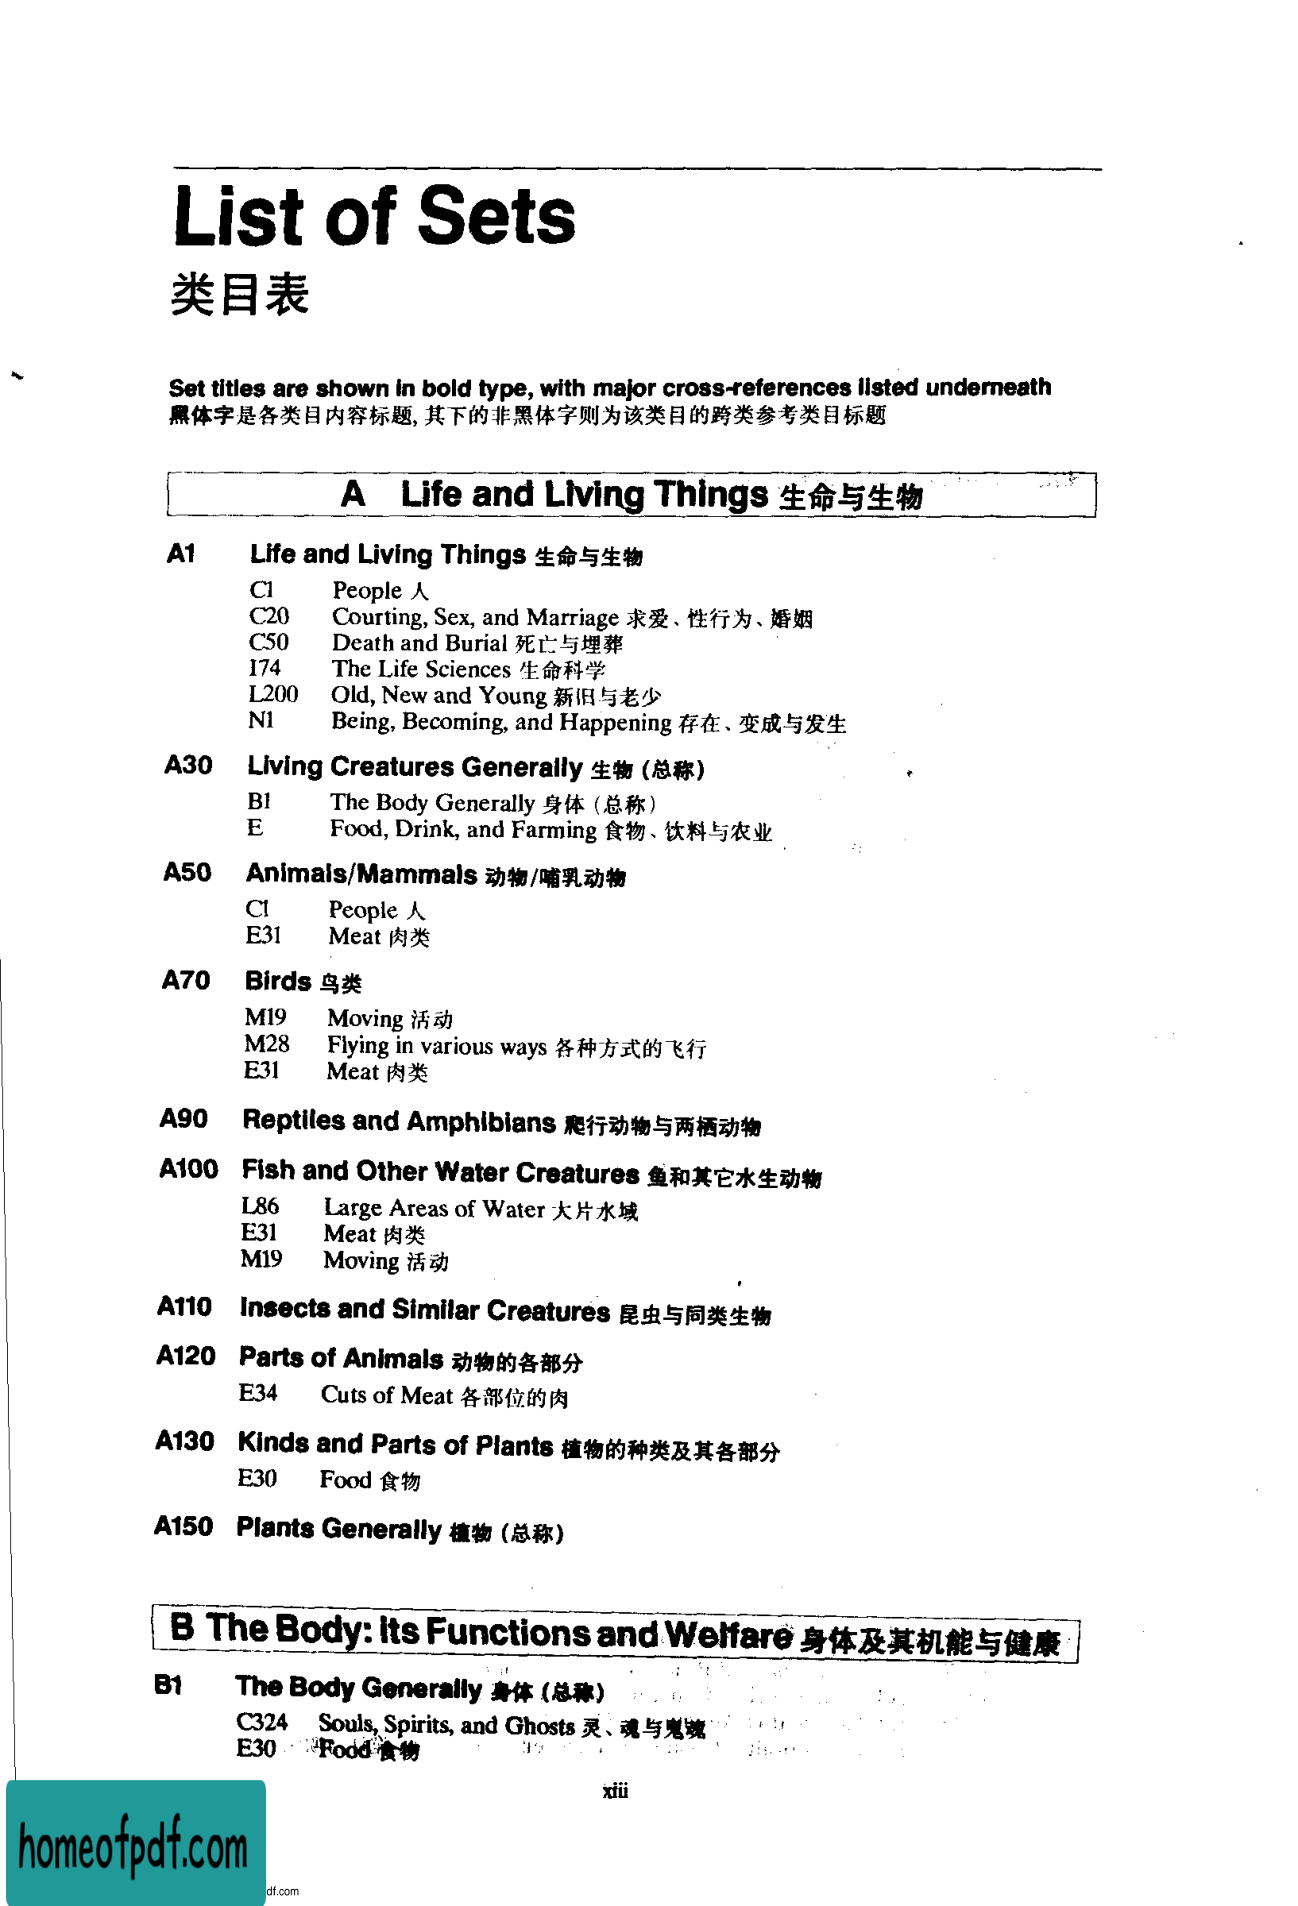 List of Sets
类目表
Set titles are shown in bold type, with major cross-references listed underneath
黑体字是各类目内容标题, 其下的非黑体字则为该类目的跨类参考类目标题
A Life and Living Things 生命与生物
A1 Life and Living Things 生命与生物
C1 People 人
C20 Courting, Sex, and Marriage 求爱、性行为、婚姻
C50 Death and Burial 死亡与埋葬
I74 The Life Sciences 生命科学
L200 Old, New and Young 新旧与老少
N1 Being, Becoming, and Happening 存在、变成与发生
A30 Living Creatures Generally 生物 (总称)
B1 The Body Generally 身体 (总称)
E Food, Drink, and Farming 食物、饮料与农业
A50 Animals/Mammals 动物/哺乳动物
C1 People 人
E31 Meat 肉类
A70 Birds 鸟类
M19 Moving 活动
M28 Flying in various ways 各种方式的飞行
E31 Meat 肉类
A90 Reptiles and Amphibians 爬行动物与两栖动物
A100 Fish and Other Water Creatures 鱼和其它水生动物
L86 Large Areas of Water 大片水域
E31 Meat 肉类
M19 Moving 活动
A110 Insects and Similar Creatures 昆虫与同类生物
A120 Parts of Animals 动物的各部分
E34 Cuts of Meat 各部位的肉
A130 Kinds and Parts of Plants 植物的种类及其各部分
E30 Food 食物
A150 Plants Generally 植物 (总称)
B The Body: Its Functions and Welfare 身体及其机能与健康
B1 The Body Generally 身体 (总称)
C324 Souls, Spirits, and Ghosts 灵、魂与鬼魂
E30 Food 食物
xiii
homeofpdf.com
df.com